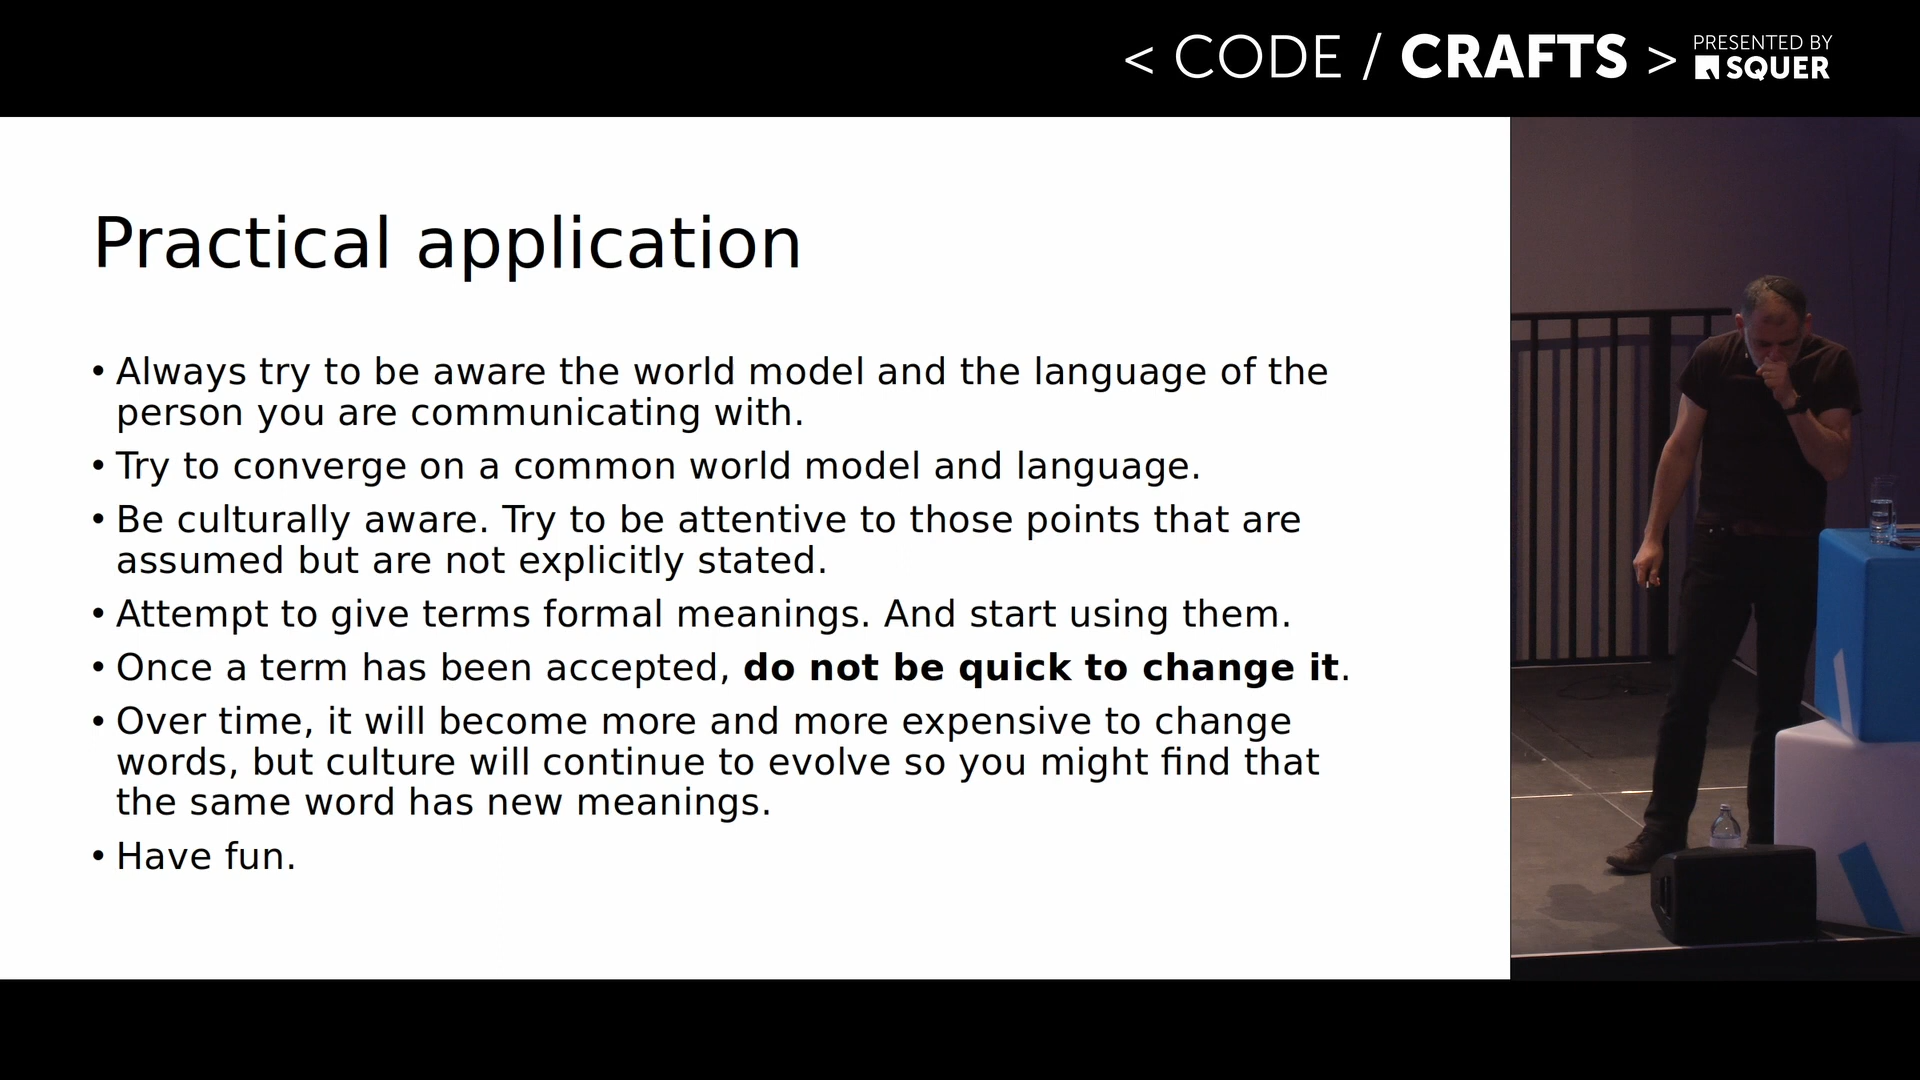 < CODE / CRAFTS > PRESENTED BY
SQUER
Practical application
• Always try to be aware the world model and the language of the
person you are communicating with.
• Try to converge on a common world model and language.
• Be culturally aware. Try to be attentive to those points that are
assumed but are not explicitly stated.
• Attempt to give terms formal meanings. And start using them.
• Once a term has been accepted, do not be quick to change it.
• Over time, it will become more and more expensive to change
words, but culture will continue to evolve so you might find that
the same word has new meanings.
• Have fun.